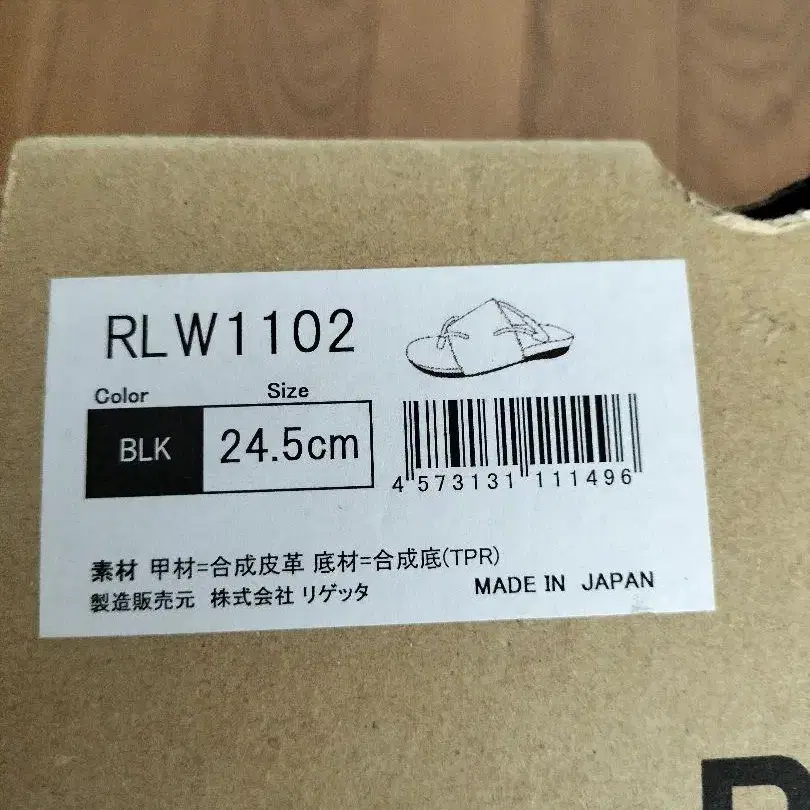 RLW1102
Color Size
BLK 24.5cm
4 573131 111496
素材 甲材=合成皮革 底材=合成底(TPR)
製造販売元 株式会社 リゲッタ MADE IN JAPAN